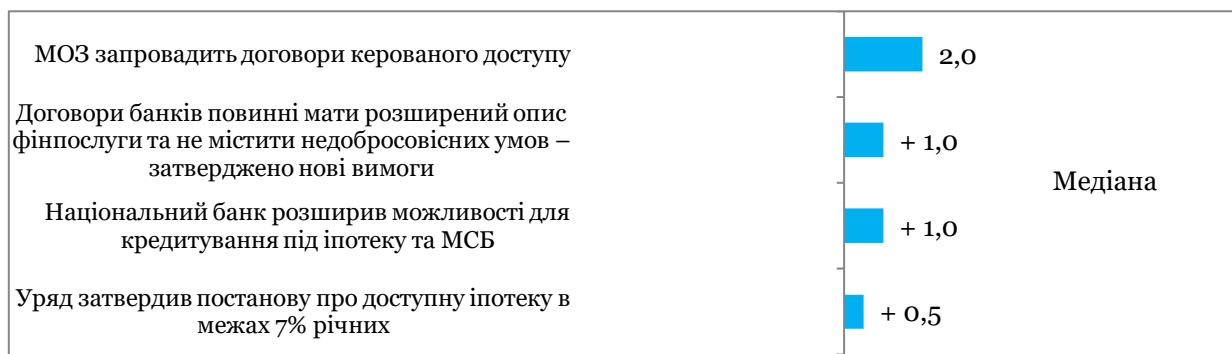 МОЗ запровадить договори керованого доступу
2,0
Договори банків повинні мати розширений опис
фінпослуги та не містити недобросовісних умов –
затверджено нові вимоги
+ 1,0
Медіана
Національний банк розширив можливості для
кредитування під іпотеку та МСБ
+ 1,0
Уряд затвердив постанову про доступну іпотеку в
межах 7% річних
+ 0,5